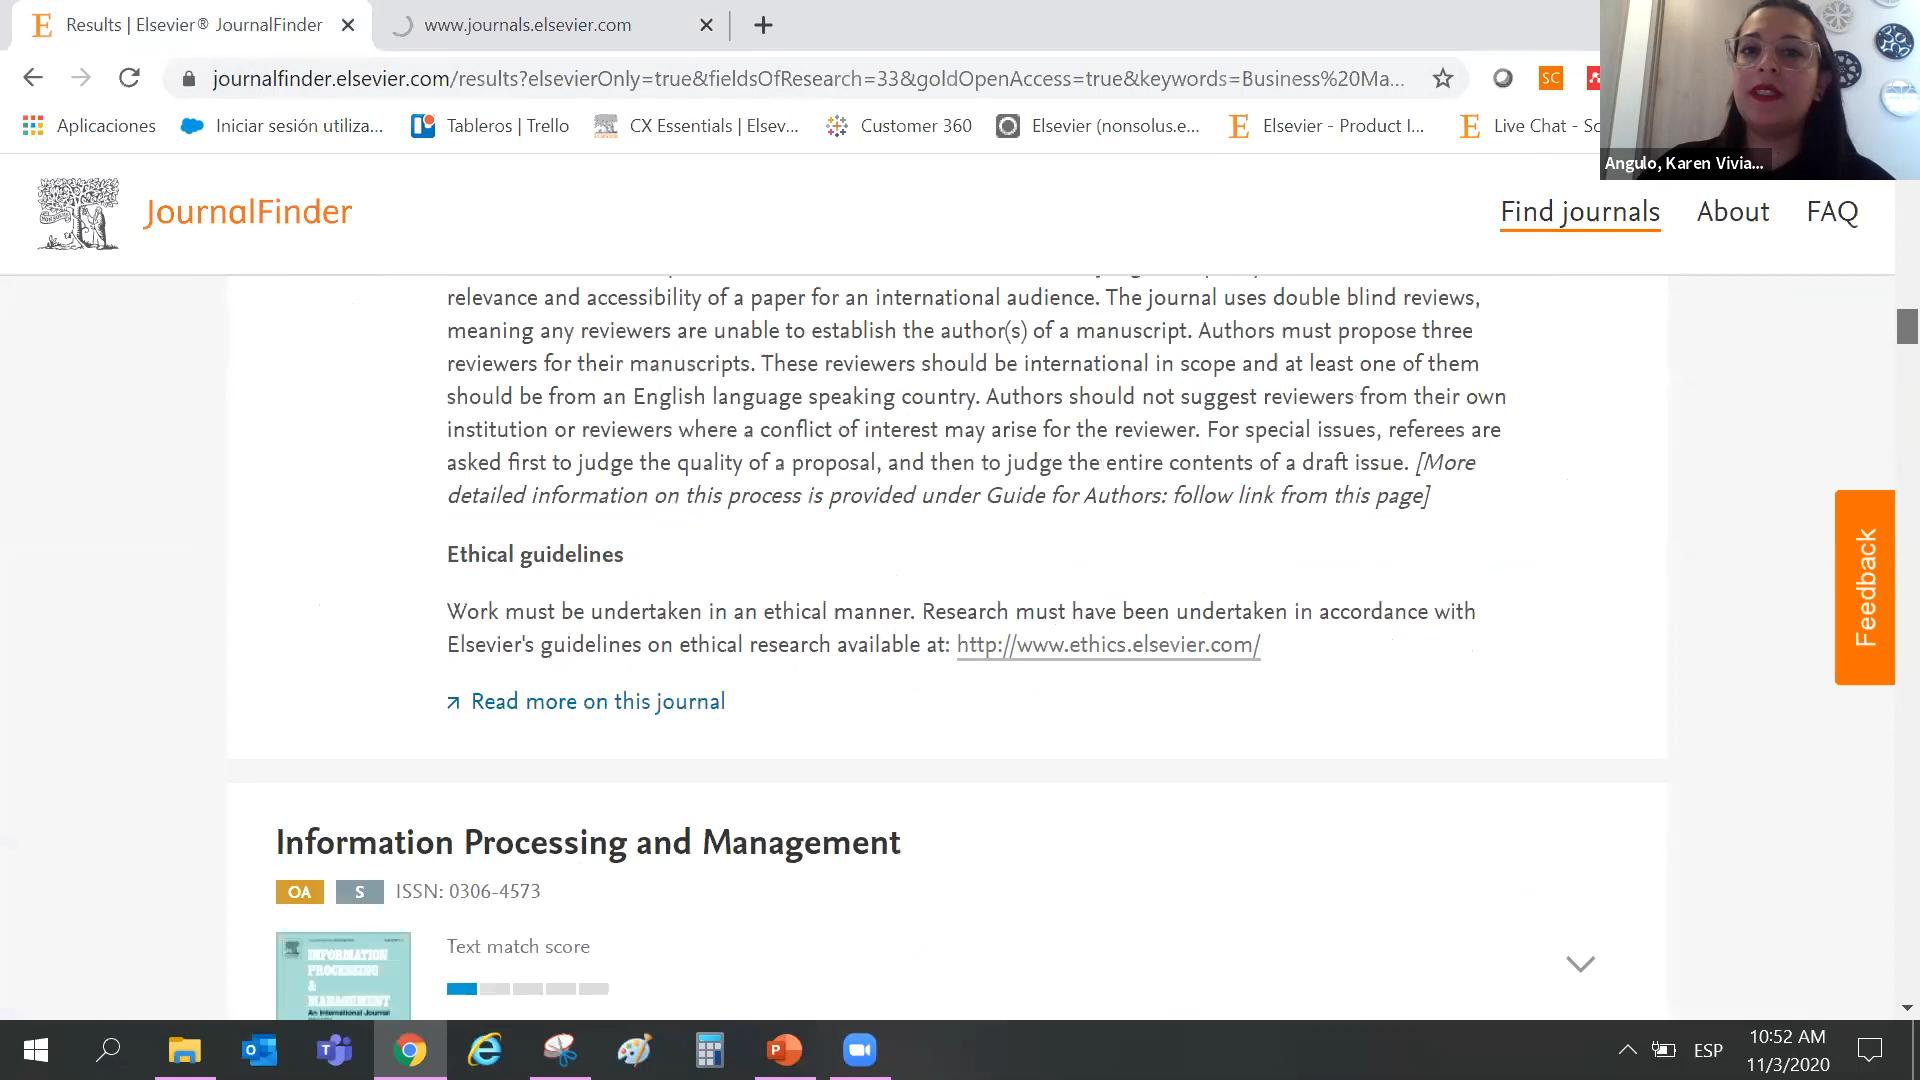 Results | Elsevier® JournalFinder
www.journals.elsevier.com
journalfinder.elsevier.com/results?elsevierOnly=true&fieldsOfResearch=33&goldOpenAccess=true&keywords=Business%20Ma...
SC
Aplicaciones
Iniciar sesión utiliza...
Tableros | Trello
CX Essentials | Elsev...
Customer 360
Elsevier (nonsolus.e...
Elsevier - Product I...
Live Chat - Sc
Angulo, Karen Vivia...
JournalFinder
Find journals
About
FAQ
relevance and accessibility of a paper for an international audience. The journal uses double blind reviews,
meaning any reviewers are unable to establish the author(s) of a manuscript. Authors must propose three
reviewers for their manuscripts. These reviewers should be international in scope and at least one of them
should be from an English language speaking country. Authors should not suggest reviewers from their own
institution or reviewers where a conflict of interest may arise for the reviewer. For special issues, referees are
asked first to judge the quality of a proposal, and then to judge the entire contents of a draft issue. [More
detailed information on this process is provided under Guide for Authors: follow link from this page]
Ethical guidelines
Work must be undertaken in an ethical manner. Research must have been undertaken in accordance with
Elsevier's guidelines on ethical research available at: http://www.ethics.elsevier.com/
Read more on this journal
Feedback
Information Processing and Management
OA S ISSN: 0306-4573
Text match score
INFORMATION
PROCESSING
&
MANAGEMENT
An International Journal
ESP
10:52 AM
11/3/2020